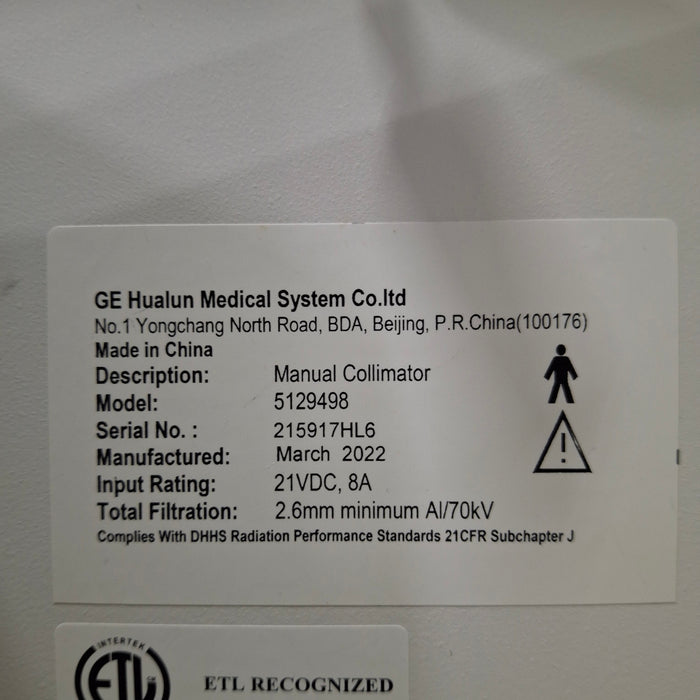 GE Hualun Medical System Co.ltd
No.1 Yongchang North Road, BDA, Beijing, P.R.China(100176)
Made in China
Description: Manual Collimator
Model: 5129498
Serial No. : 215917HL6
Manufactured: March 2022
Input Rating: 21VDC, 8A
Total Filtration: 2.6mm minimum Al/70kV
Complies With DHHS Radiation Performance Standards 21CFR Subchapter J
INTERTEK
ETL
ETL RECOGNIZED